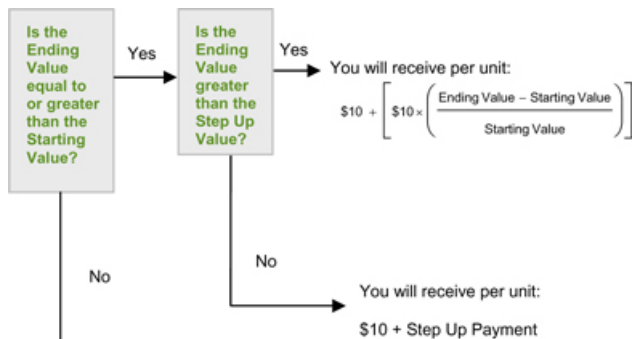 Is the
Ending
Value
equal to
or greater
than the
Starting
Value?
Yes
Is the
Ending
Value
greater
than the
Step Up
Value?
Yes
You will receive per unit:
$10 + [ $10 × ( Ending Value – Starting Value
Starting Value ) ]
No
No
You will receive per unit:
$10 + Step Up Payment